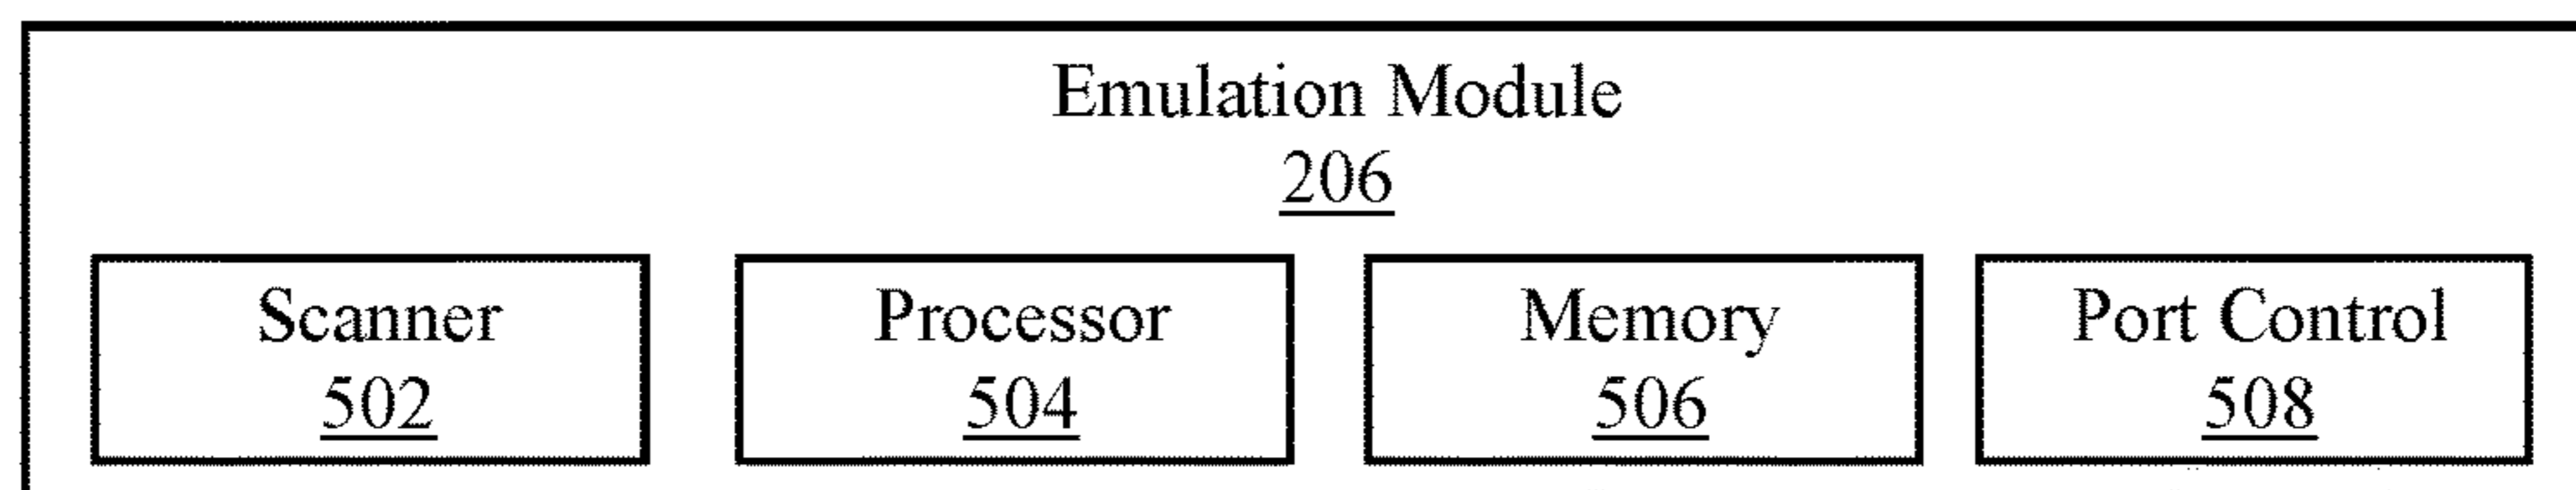 Emulation Module
206
Scanner
502
Processor
504
Memory
506
Port Control
508